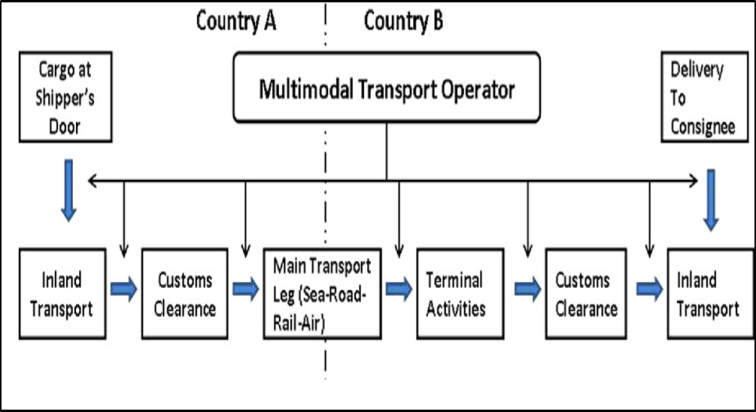 Country A
Country B
Cargo at
Shipper's
Door
Multimodal Transport Operator
Delivery
To
Consignee
Inland
Transport
Customs
Clearance
Main Transport
Leg (Sea-Road-
Rail-Air)
Terminal
Activities
Customs
Clearance
Inland
Transport